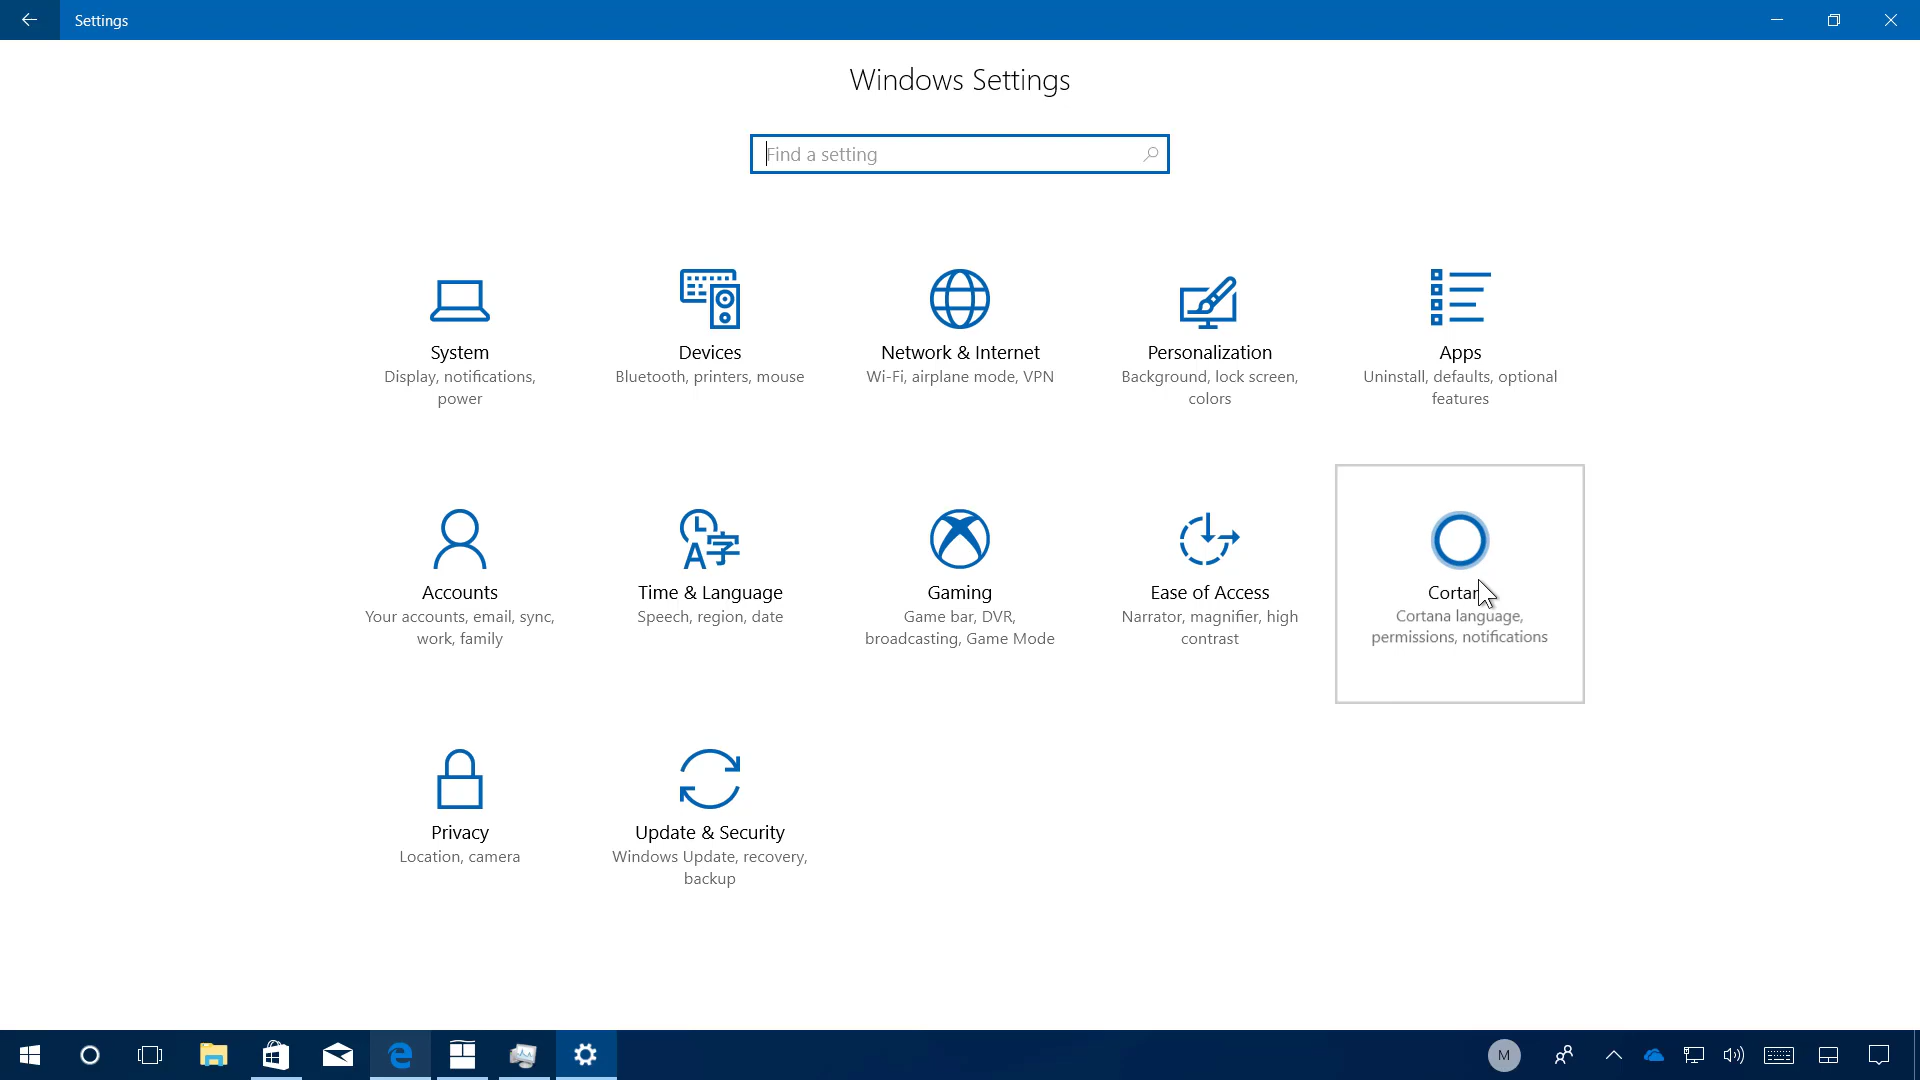 Settings
Windows Settings
Find a setting
System
Display, notifications,
power
Devices
Bluetooth, printers, mouse
Network & Internet
Wi-Fi, airplane mode, VPN
Personalization
Background, lock screen,
colors
Apps
Uninstall, defaults, optional
features
Accounts
Your accounts, email, sync,
work, family
Time & Language
Speech, region, date
Gaming
Game bar, DVR,
broadcasting, Game Mode
Ease of Access
Narrator, magnifier, high
contrast
Cortana
Cortana language,
permissions, notifications
Privacy
Location, camera
Update & Security
Windows Update, recovery,
backup
M